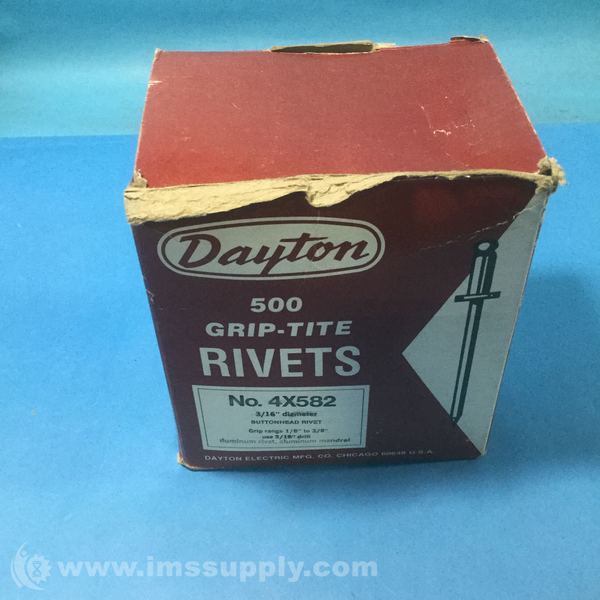 Dayton
500
GRIP-TITE
RIVETS
No. 4X582
3/16" diameter
BUTTONHEAD RIVET
Grip range 1/8" to 3/8"
use 3/16" drill
aluminum rivet, aluminum mandrel
DAYTON ELECTRIC MFG. CO. CHICAGO 60648 U.S.A.
www.imssupply.com